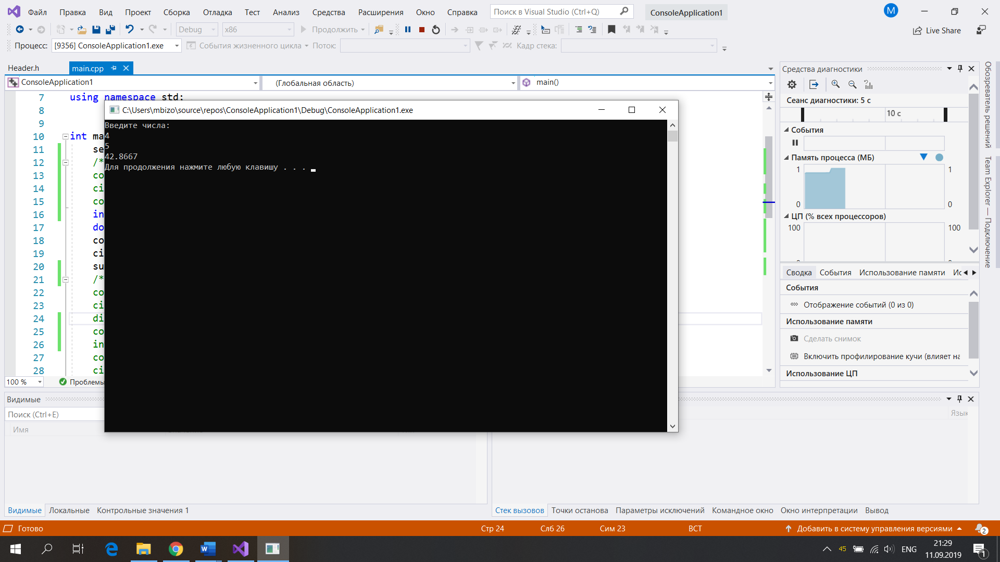 Файл Правка Вид Проект Сборка Отладка Тест Анализ Средства Расширения Окно Справка Поиск в Visual Studio (Ctrl+Q) ConsoleApplication1 M
Debug x86 Продолжить Live Share
Процесс: [9356] ConsoleApplication1.exe События жизненного цикла Поток: Кадр стека:
Header.h main.cpp
ConsoleApplication1 (Глобальная область) main()
7 using namespace std;
8
9
10 int ma
11 se
12 /*
13 co
14 ci
15 co
16 in
17 do
18 co
19 ci
20 su
21 /*
22 co
23 ci
24 di
25 co
26 in
27 co
28 ci
100 % Проблемы
C:\Users\mbizo\source\repos\ConsoleApplication1\Debug\ConsoleApplication1.exe
Введите числа:
4
5
42.8667
Для продолжения нажмите любую клавишу . . .
Средства диагностики
Сеанс диагностики: 5 с
10 с
События
Память процесса (МБ)
1 1
0 0
ЦП (% всех процессоров)
100 100
Сводка События Использование памяти Ис
События
Отображение событий (0 из 0)
Использование памяти
Сделать снимок
Включить профилирование кучи (влияет на
Использование ЦП
Обозреватель решений
Team Explorer — Подключение
Видимые
Поиск (Ctrl+E)
Имя
Язык
Видимые Локальные Контрольные значения 1
Стек вызовов Точки останова Параметры исключений Командное окно Окно интерпретации Вывод
Готово Стр 24 Слб 26 Сим 23 ВСТ Добавить в систему управления версиями 2
45 ENG 21:29
11.09.2019 1